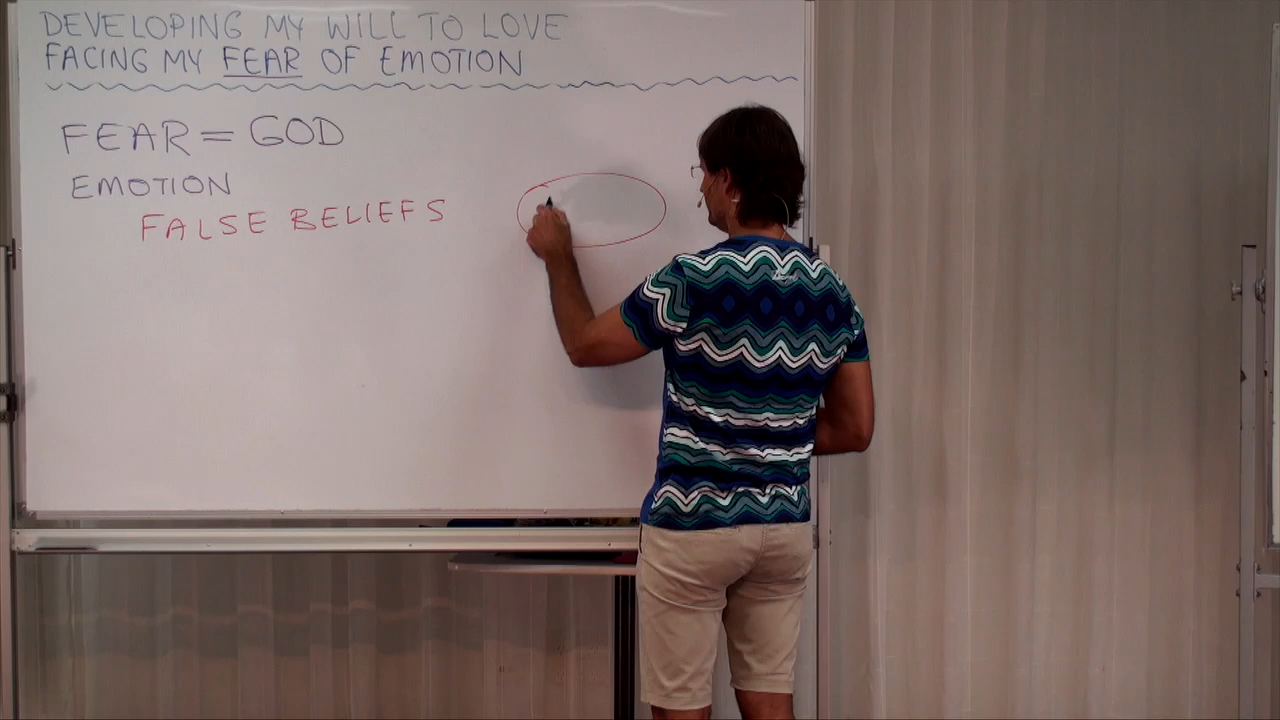 DEVELOPING MY WILL TO LOVE
FACING MY FEAR OF EMOTION
FEAR = GOD
EMOTION
FALSE BELIEFS